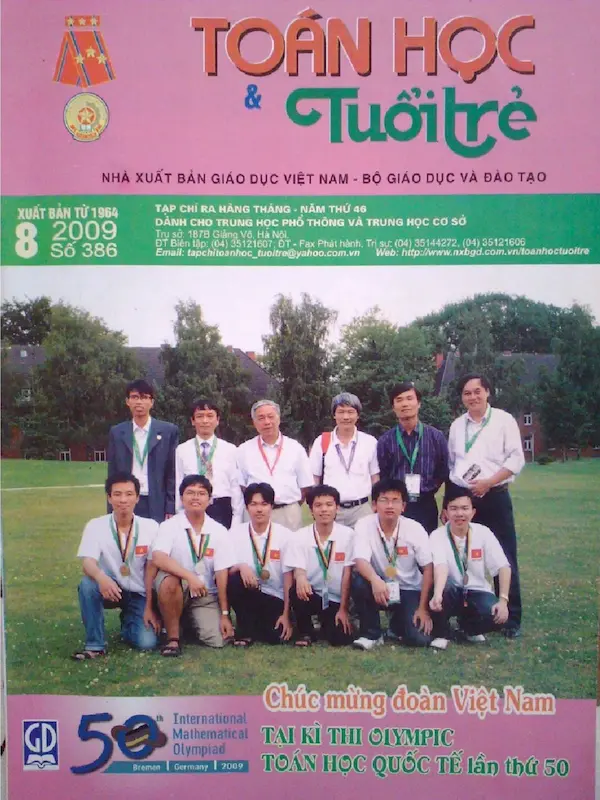 TOÁN HỌC
& Tuổi trẻ
NHÀ XUẤT BẢN GIÁO DỤC VIỆT NAM - BỘ GIÁO DỤC VÀ ĐÀO TẠO
XUẤT BẢN TỪ 1964
8 2009
Số 386
TẠP CHÍ RA HÀNG THÁNG - NĂM THỨ 46
DÀNH CHO TRUNG HỌC PHỔ THÔNG VÀ TRUNG HỌC CƠ SỞ
Trụ sở: 187B Giảng Võ, Hà Nội.
ĐT Biên tập: (04) 35121607; ĐT - Fax Phát hành, Trị sự: (04) 35144272, (04) 35121606
Email: tapchitoanhoc_tuoitre@yahoo.com.vn Web: http://www.nxbgd.com.vn/toanhoctuoitre
Chúc mừng đoàn Việt Nam
TẠI KÌ THI OLYMPIC
TOÁN HỌC QUỐC TẾ lần thứ 50
GD
50th
International
Mathematical
Olympiad
Bremen | Germany | 2009